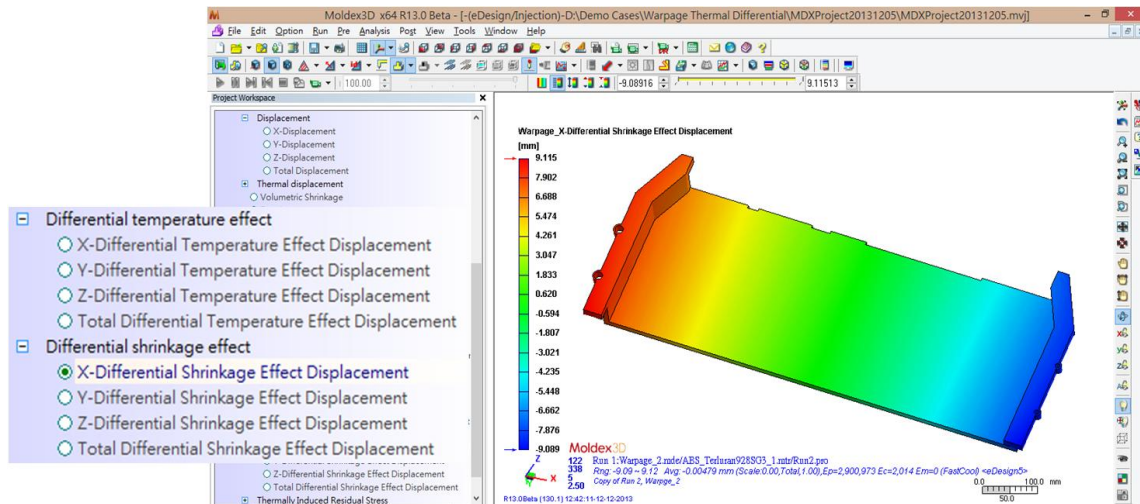 Moldex3D x64 R13.0 Beta - [-(eDesign/Injection)-D:\Demo Cases\Warpage Thermal Differential\MDXProject20131205\MDXProject20131205.mvj]
File Edit Option Run Pre Analysis Post View Tools Window Help
100.00
-9.08916
9.11513
Project Workspace
Displacement
X-Displacement
Y-Displacement
Z-Displacement
Total Displacement
Thermal displacement
Volumetric Shrinkage
Differential temperature effect
X-Differential Temperature Effect Displacement
Y-Differential Temperature Effect Displacement
Z-Differential Temperature Effect Displacement
Total Differential Temperature Effect Displacement
Differential shrinkage effect
X-Differential Shrinkage Effect Displacement
Y-Differential Shrinkage Effect Displacement
Z-Differential Shrinkage Effect Displacement
Total Differential Shrinkage Effect Displacement
Z-Differential Shrinkage Effect Displacement
Total Differential Shrinkage Effect Displacement
Thermally Induced Residual Stress
Warpage_X-Differential Shrinkage Effect Displacement
[mm]
9.115
7.902
6.688
5.474
4.261
3.047
1.833
0.620
-0.594
-1.807
-3.021
-4.235
-5.448
-6.662
-7.876
-9.089
Moldex3D
Z
X
122
338
5
2.50
Run 1:Warpage_2.mde/ABS_Terluran928SG3_1.mtr/Run2.pro
Rng: -9.09 ~ 9.12 Avg: -0.00479 mm (Scale:0.00,Total,1.00),Ep=2,900,973 Ec=2,014 Em=0 (FastCool) <eDesign5>
Copy of Run 2, Warpge_2
R13.0Beta (130.1) 12:42:11-12-12-2013
0.0 100.0 mm
50.0